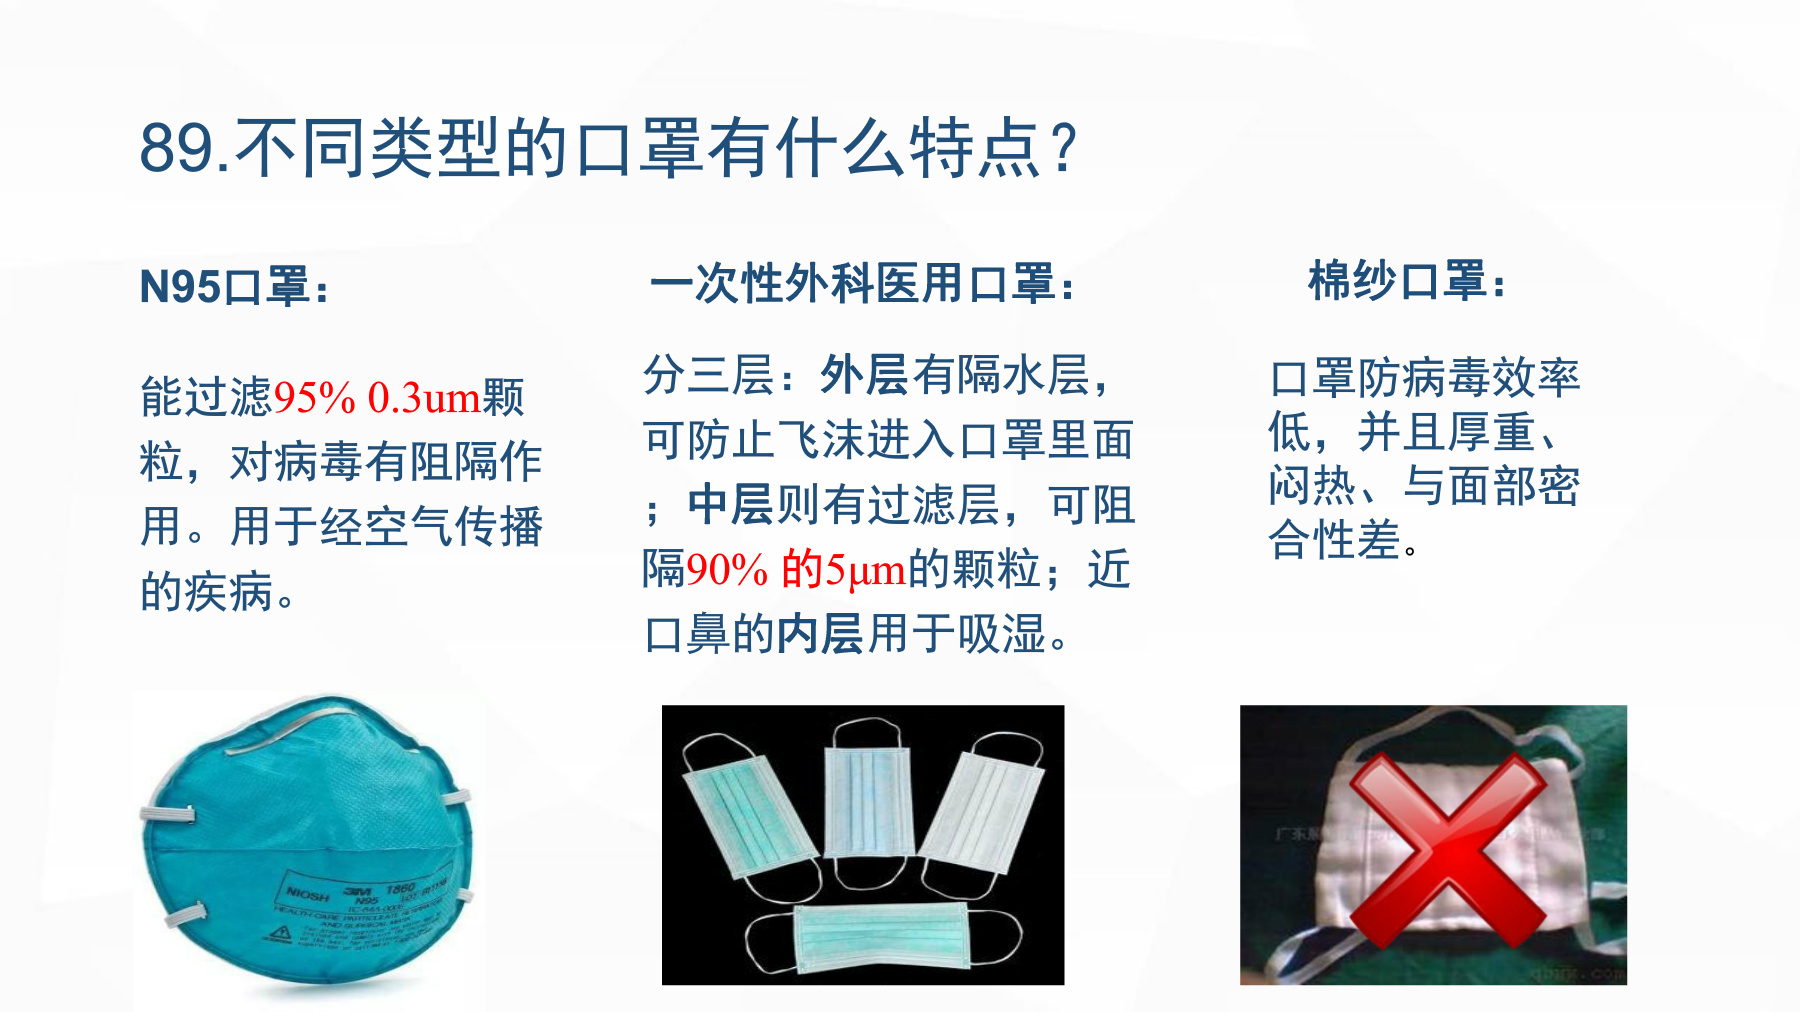 89.不同类型的口罩有什么特点？
N95口罩：
能过滤95% 0.3um颗
粒，对病毒有阻隔作
用。用于经空气传播
的疾病。
一次性外科医用口罩：
分三层：外层有隔水层，
可防止飞沫进入口罩里面
；中层则有过滤层，可阻
隔90% 的5μm的颗粒；近
口鼻的内层用于吸湿。
棉纱口罩：
口罩防病毒效率
低，并且厚重、
闷热、与面部密
合性差。
NIOSH
3M 1860
N95
HEALTH CARE PARTICULATE RESPIRATOR
AND SURGICAL MASK
广东